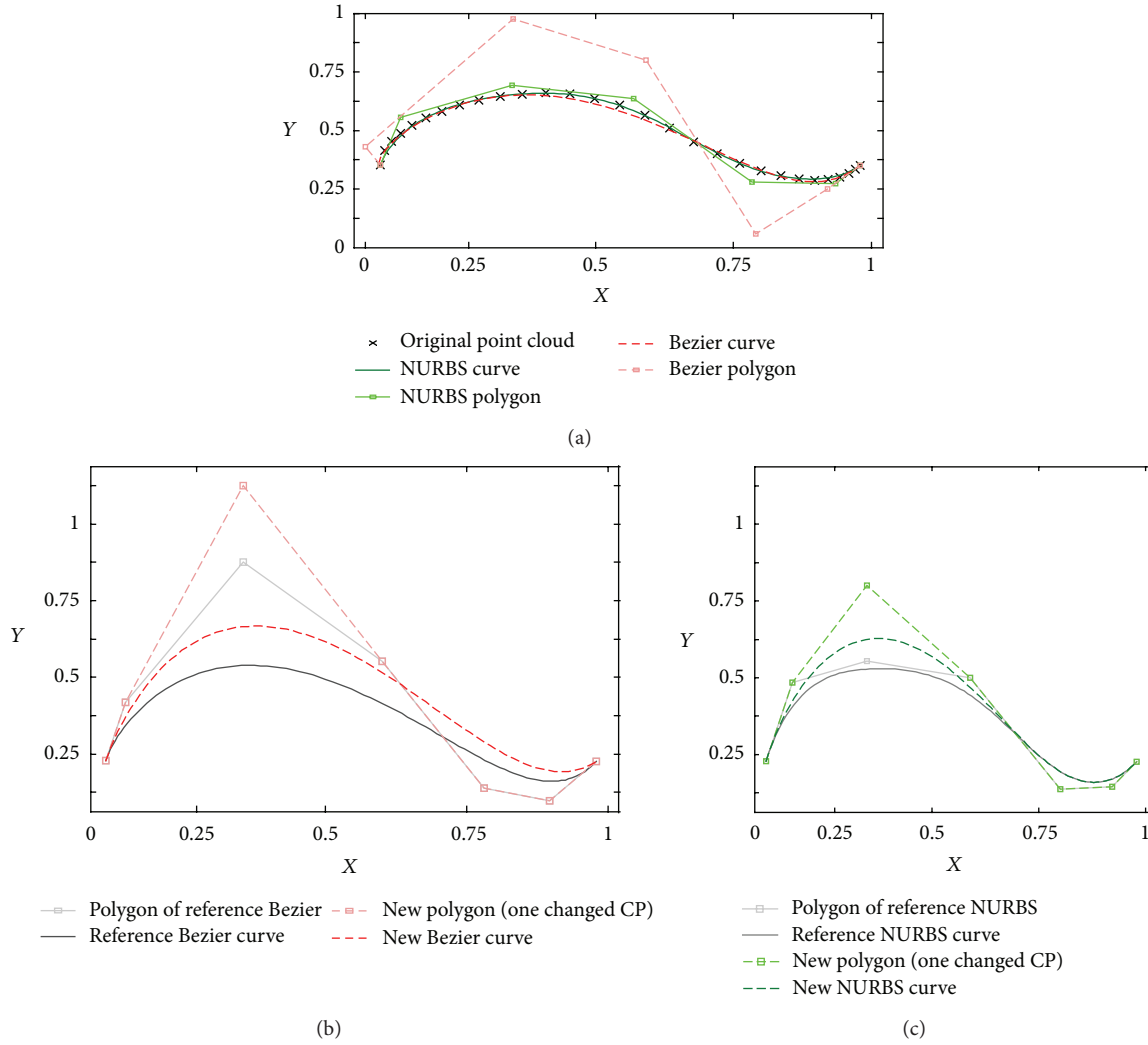 1
0.75
Y
0.5
0.25
0
0 0.25 0.5 0.75 1
X
Original point cloud
NURBS curve
NURBS polygon
Bezier curve
Bezier polygon
(a)
1
0.75
Y
0.5
0.25
0 0.25 0.5 0.75 1
X
Polygon of reference Bezier
Reference Bezier curve
New polygon (one changed CP)
New Bezier curve
(b)
1
0.75
Y
0.5
0.25
0 0.25 0.5 0.75 1
X
Polygon of reference NURBS
Reference NURBS curve
New polygon (one changed CP)
New NURBS curve
(c)